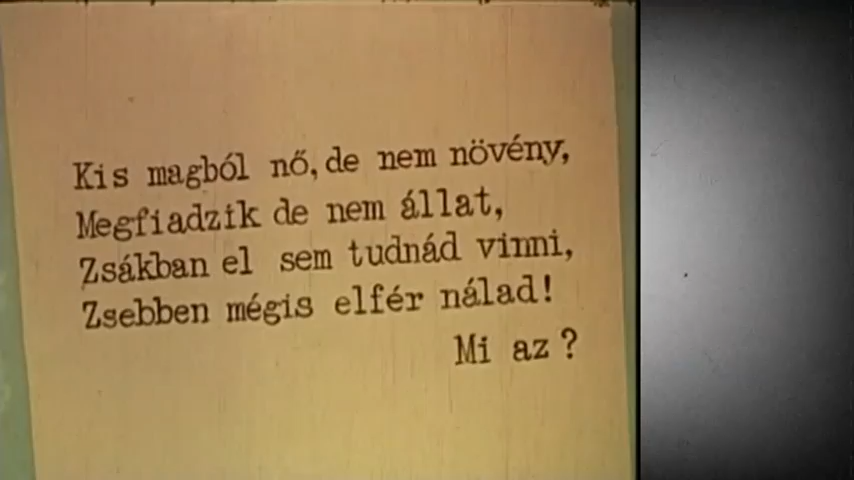 Kis magból nő, de nem növény,
Megfiadzik de nem állat,
Zsákban el sem tudnád vinni,
Zsebben mégis elfér nálad!
Mi az?